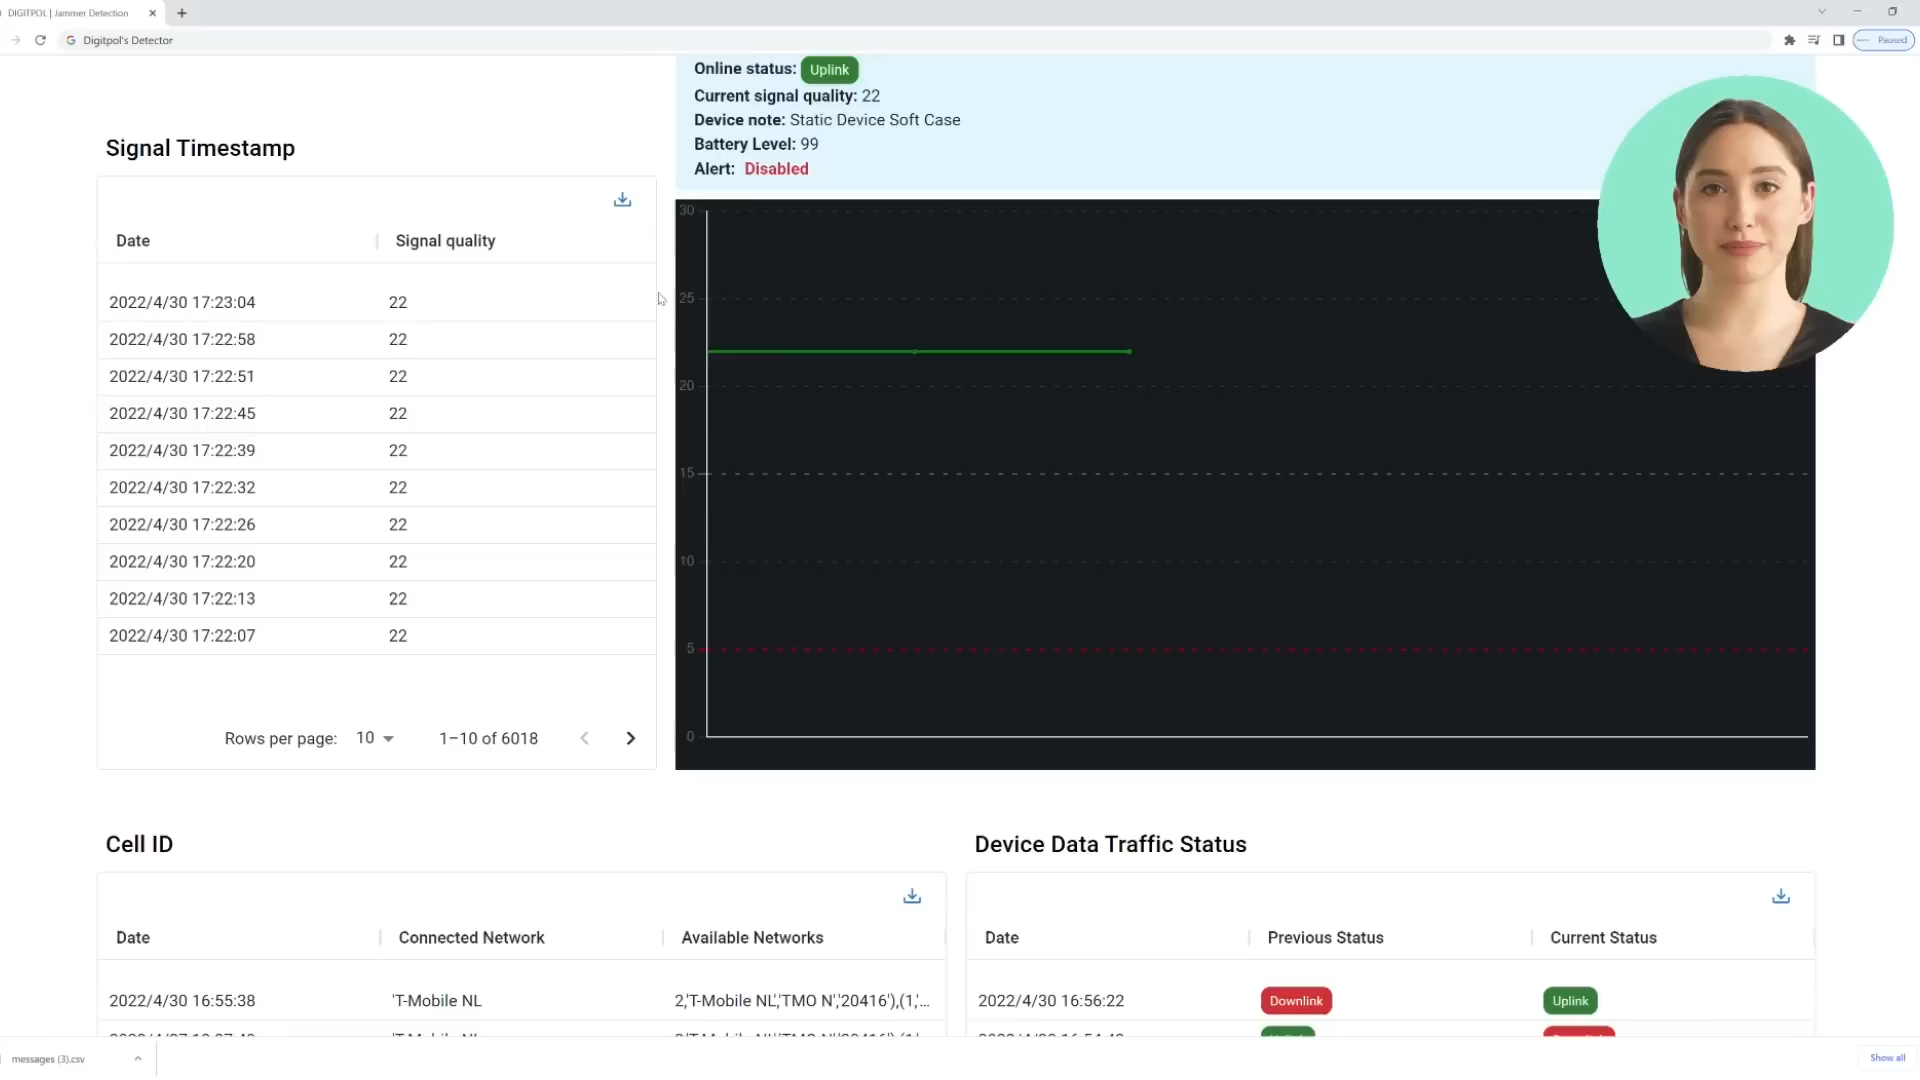 DIGITPOL | Jammer Detection
Digitpol's Detector
Paused
Online status: Uplink
Current signal quality: 22
Device note: Static Device Soft Case
Battery Level: 99
Alert: Disabled
Signal Timestamp
Date Signal quality
2022/4/30 17:23:04 22
2022/4/30 17:22:58 22
2022/4/30 17:22:51 22
2022/4/30 17:22:45 22
2022/4/30 17:22:39 22
2022/4/30 17:22:32 22
2022/4/30 17:22:26 22
2022/4/30 17:22:20 22
2022/4/30 17:22:13 22
2022/4/30 17:22:07 22
Rows per page: 10 1–10 of 6018
30
25
20
15
10
5
0
Cell ID
Date Connected Network Available Networks
2022/4/30 16:55:38 'T-Mobile NL 2,'T-Mobile NL','TMO N','20416'),(1,'...
Device Data Traffic Status
Date Previous Status Current Status
2022/4/30 16:56:22 Downlink Uplink
messages (3).csv
Show all